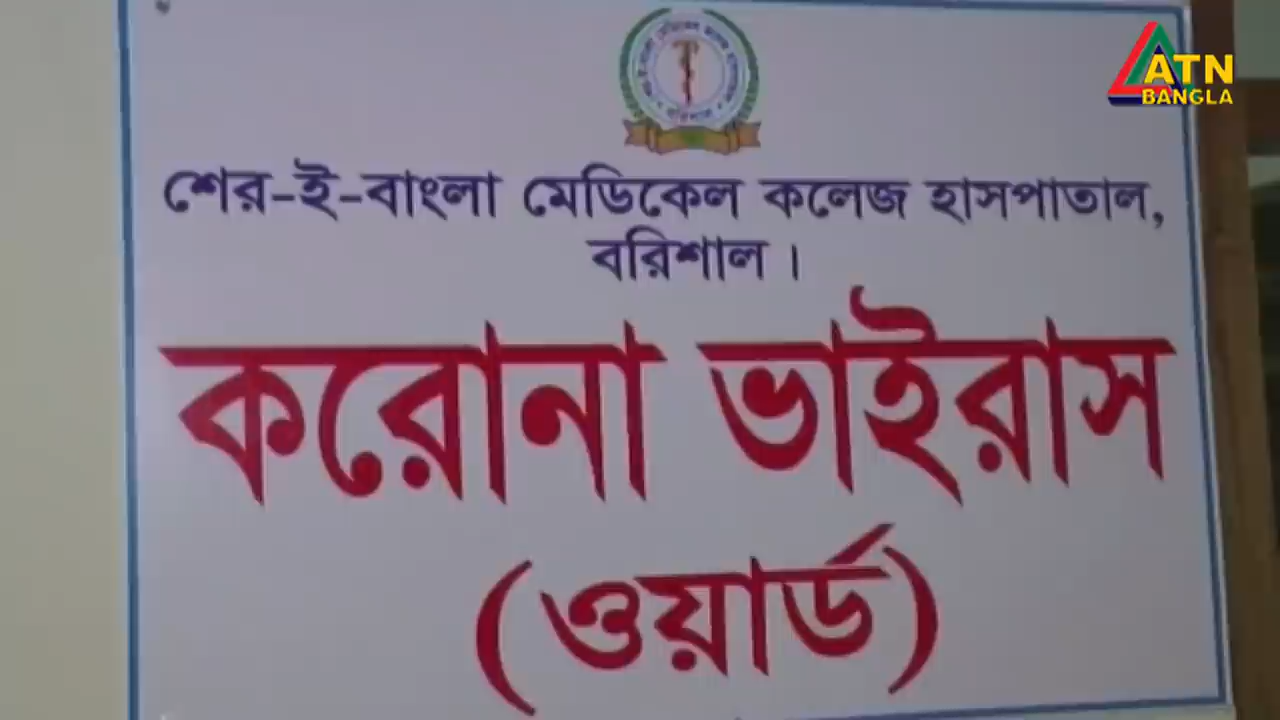 ATN
BANGLA
শের-ই-বাংলা মেডিকেল কলেজ হাসপাতাল,
বরিশাল।
করোনা ভাইরাস
(ওয়ার্ড)